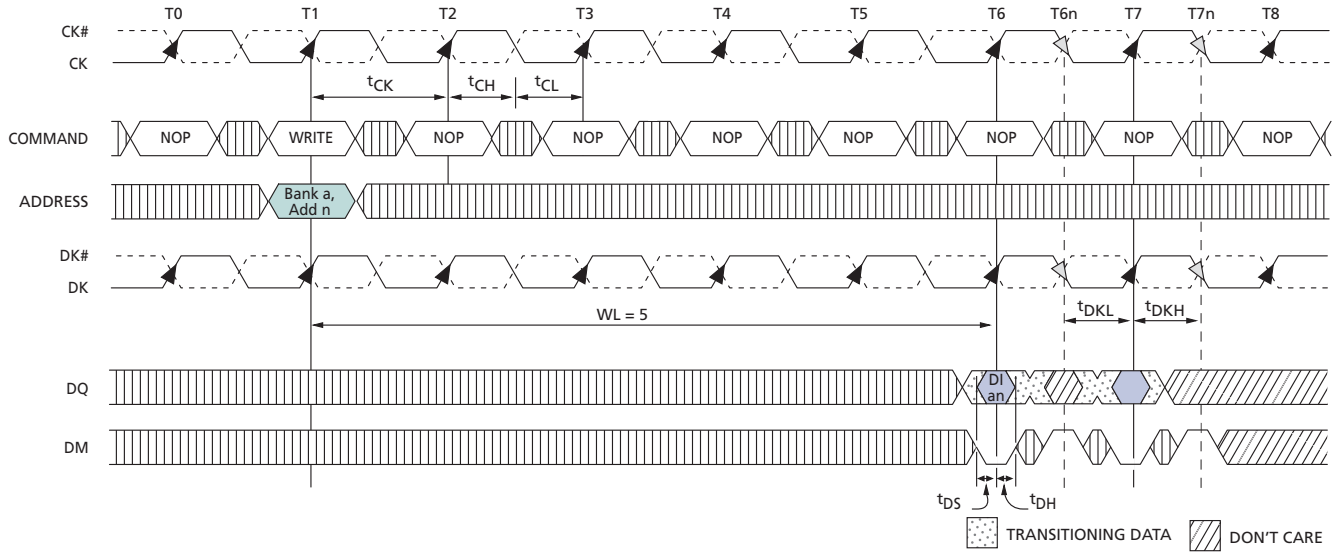 T0 T1 T2 T3 T4 T5 T6 T6n T7 T7n T8
CK#
CK
tCK tCH tCL
COMMAND NOP WRITE NOP NOP NOP NOP NOP NOP NOP
ADDRESS Bank a,
Add n
DK#
DK
WL = 5 tDKL tDKH
DQ DI
an
DM
tDS tDH
TRANSITIONING DATA DON'T CARE